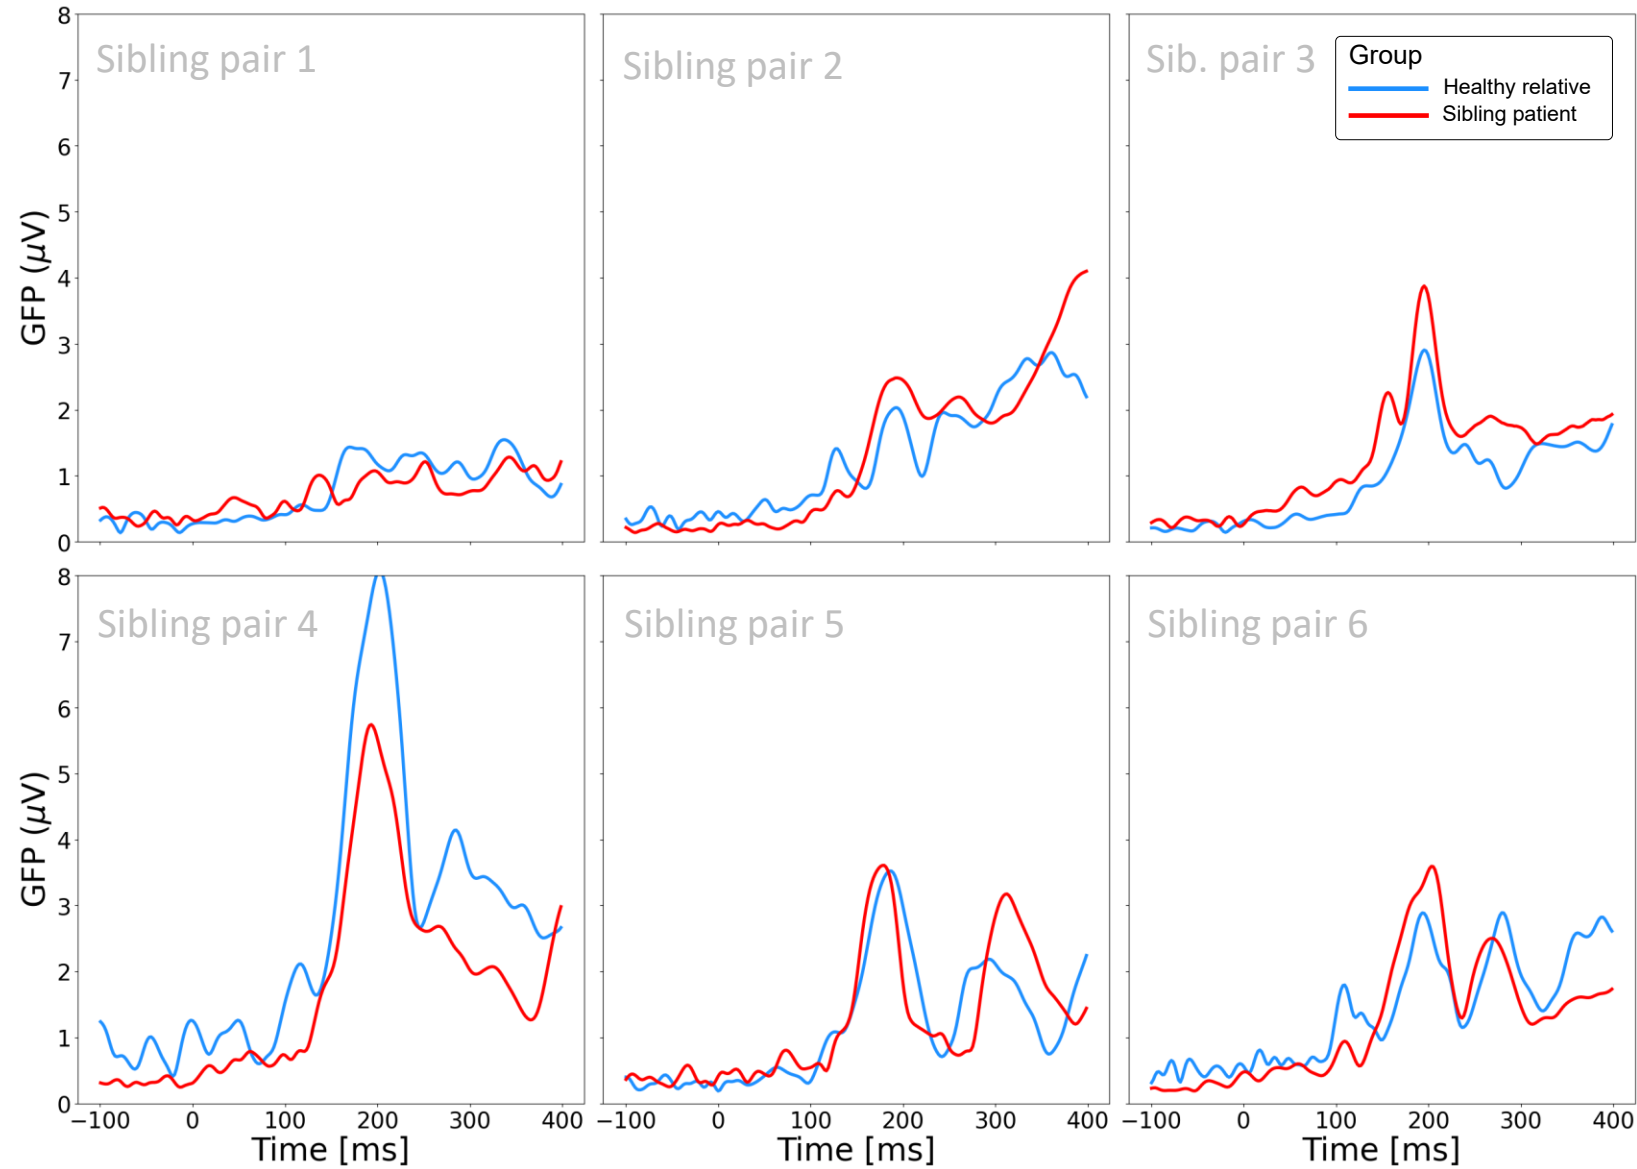 8
7
6
5
4
3
2
1
0
GFP (µV)
Sibling pair 1
Sibling pair 2
Sib. pair 3
Group
Healthy relative
Sibling patient
8
7
6
5
4
3
2
1
0
GFP (µV)
Sibling pair 4
Sibling pair 5
Sibling pair 6
−100 0 100 200 300 400
−100 0 100 200 300 400
−100 0 100 200 300 400
Time [ms]
Time [ms]
Time [ms]